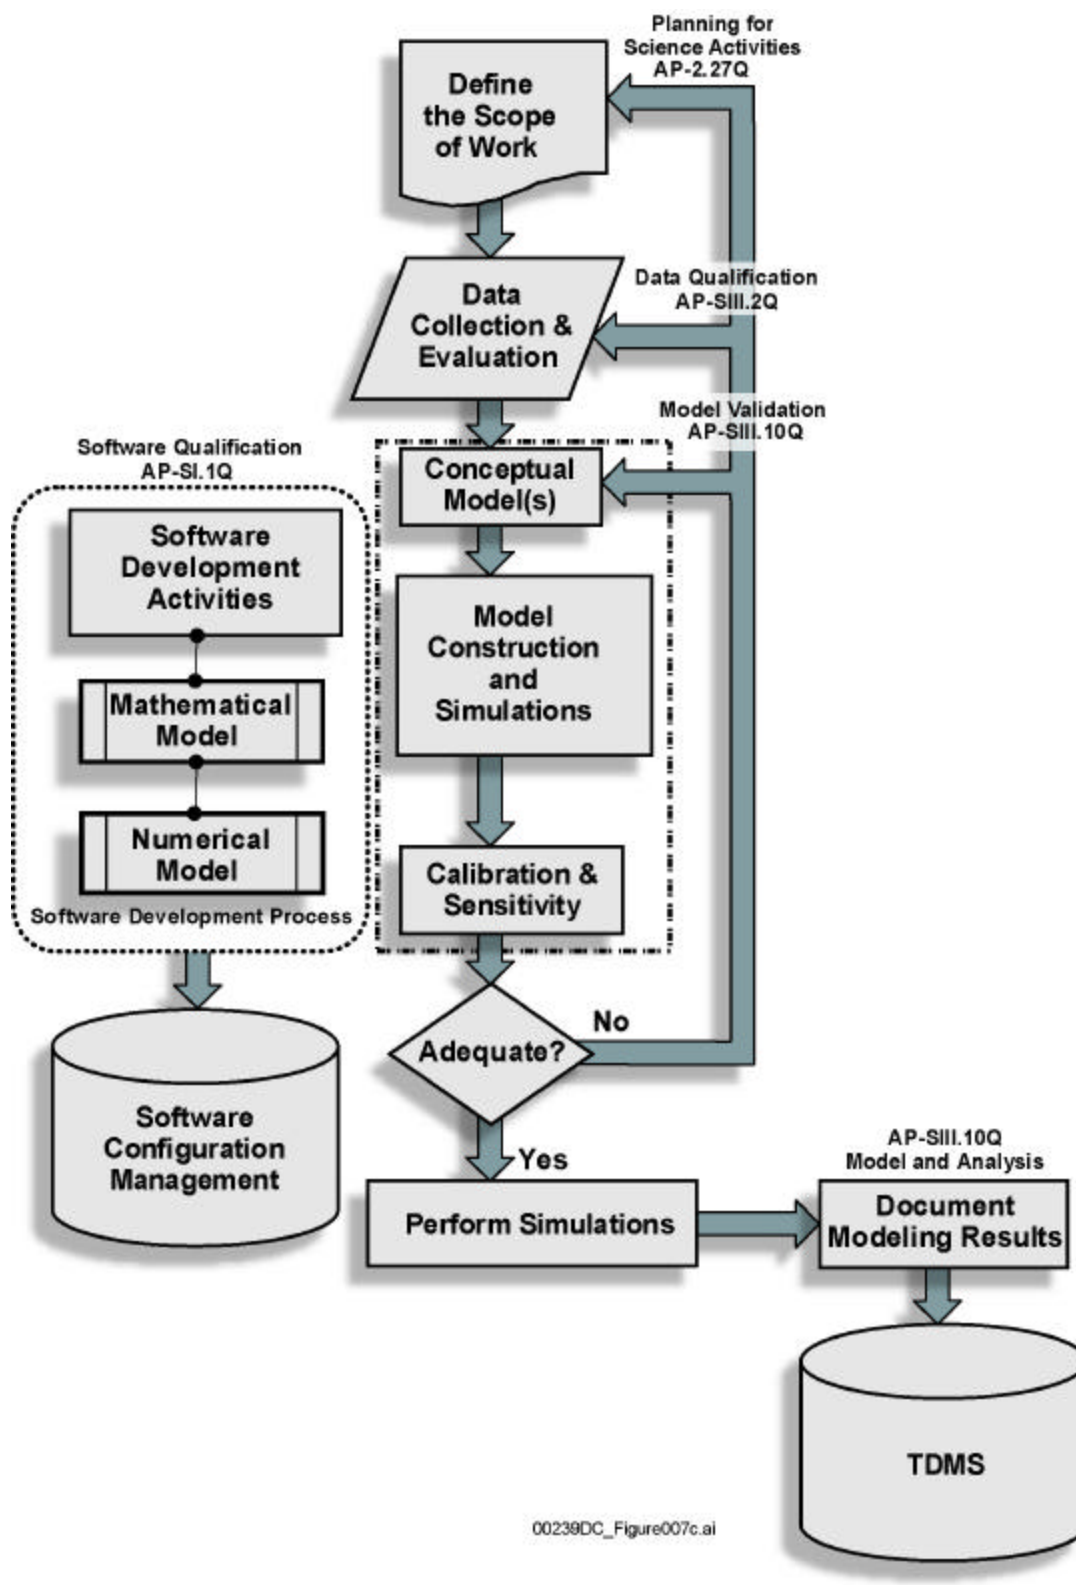 Planning for
Science Activities
AP-2.27Q
Define
the Scope
of Work
Data Qualification
AP-SIII.2Q
Data
Collection &
Evaluation
Model Validation
AP-SIII.10Q
Software Qualification
AP-SI.1Q
Conceptual
Model(s)
Software
Development
Activities
Model
Construction
and
Simulations
Mathematical
Model
Numerical
Model
Software Development Process
Calibration &
Sensitivity
No
Adequate?
Software
Configuration
Management
Yes
AP-SIII.10Q
Model and Analysis
Perform Simulations
Document
Modeling Results
TDMS
00239DC_Figure007c.ai